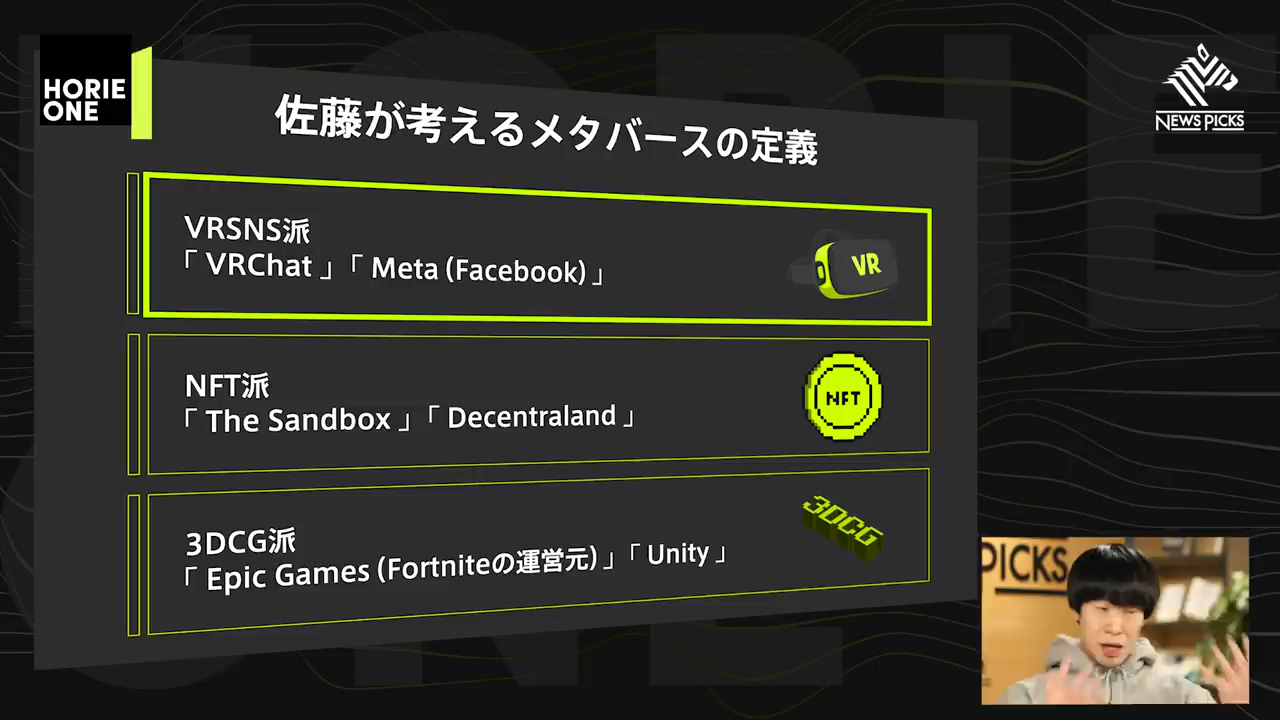 HORIE
ONE
NEWS PICKS
佐藤が考えるメタバースの定義
VRSNS派
「 VRChat 」「 Meta (Facebook) 」
VR
NFT派
「 The Sandbox 」「 Decentraland 」
NFT
3DCG派
「 Epic Games (Fortniteの運営元) 」「 Unity 」
3DCG
PICKS